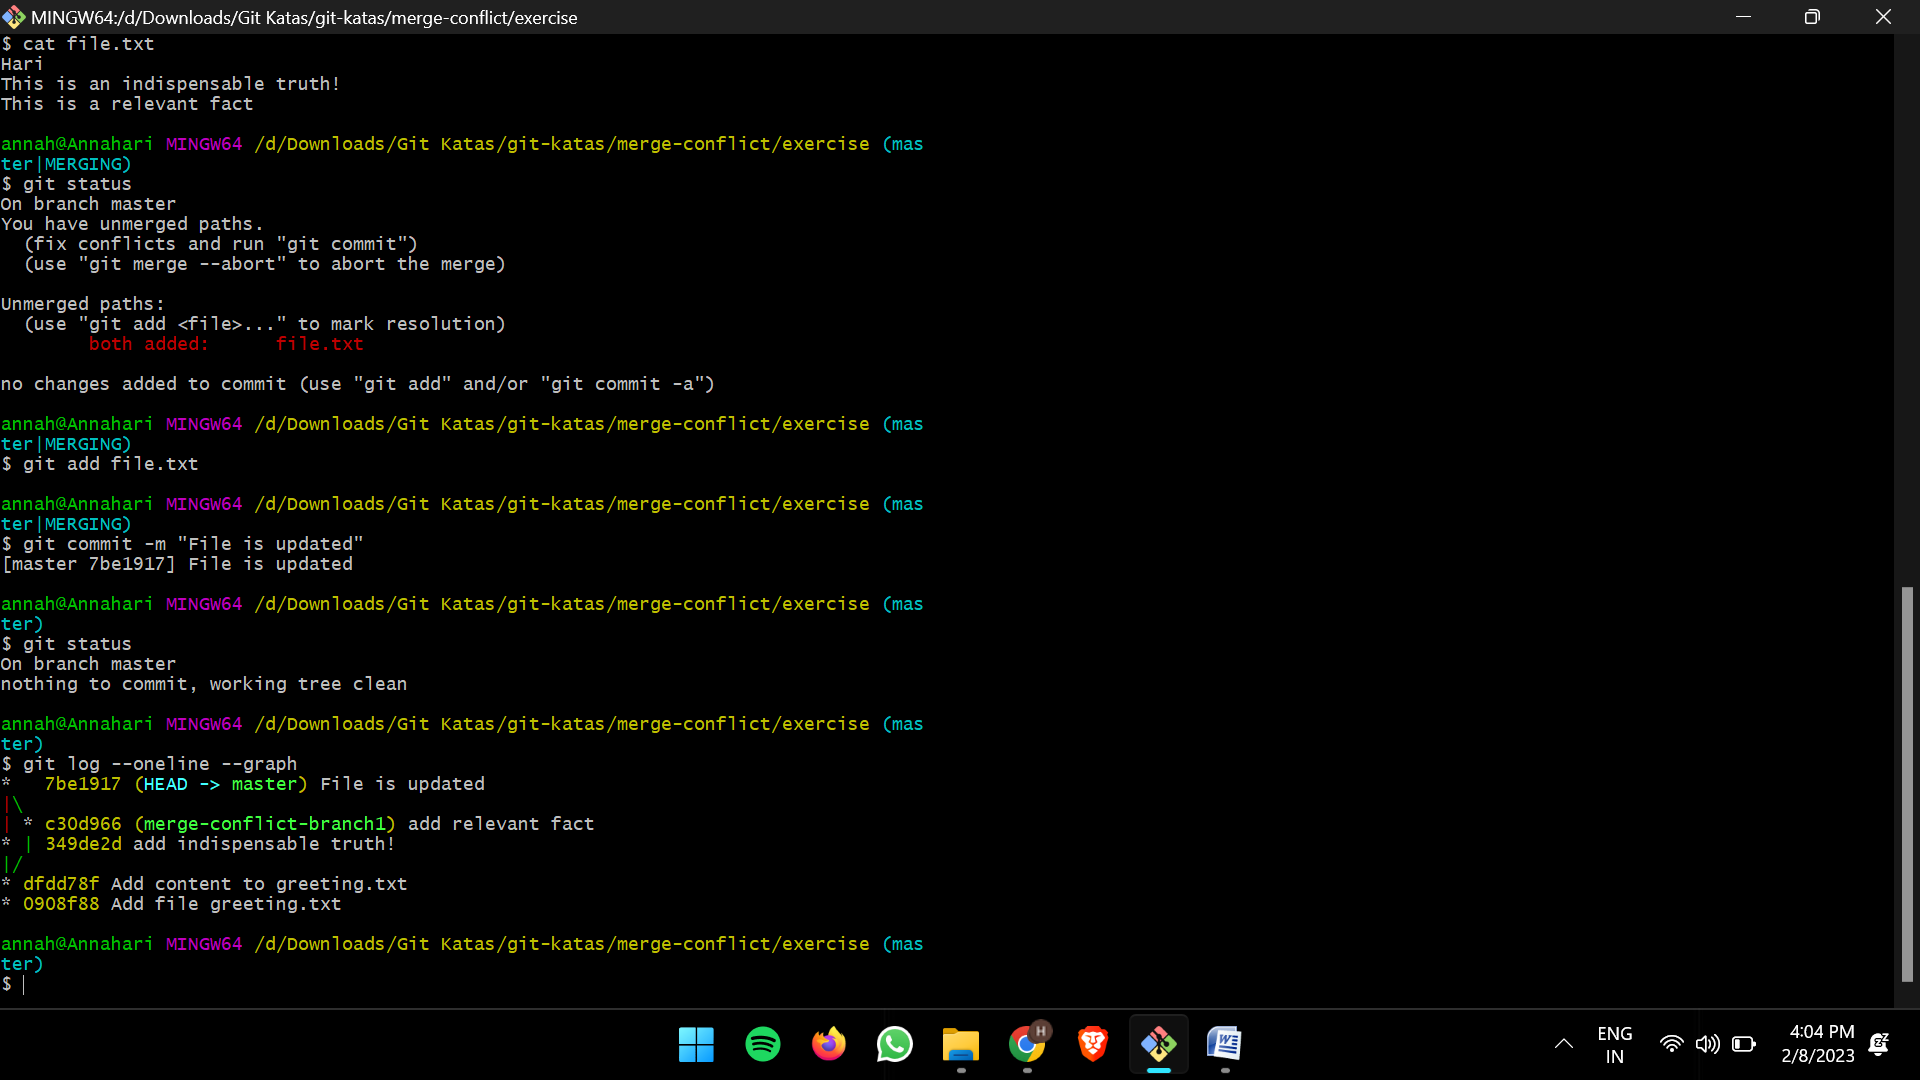 MINGW64:/d/Downloads/Git Katas/git-katas/merge-conflict/exercise
$ cat file.txt
Hari
This is an indispensable truth!
This is a relevant fact
annah@Annahari MINGW64 /d/Downloads/Git Katas/git-katas/merge-conflict/exercise (mas
ter|MERGING)
$ git status
On branch master
You have unmerged paths.
  (fix conflicts and run "git commit")
  (use "git merge --abort" to abort the merge)
Unmerged paths:
  (use "git add <file>..." to mark resolution)
        both added:      file.txt
no changes added to commit (use "git add" and/or "git commit -a")
annah@Annahari MINGW64 /d/Downloads/Git Katas/git-katas/merge-conflict/exercise (mas
ter|MERGING)
$ git add file.txt
annah@Annahari MINGW64 /d/Downloads/Git Katas/git-katas/merge-conflict/exercise (mas
ter|MERGING)
$ git commit -m "File is updated"
[master 7be1917] File is updated
annah@Annahari MINGW64 /d/Downloads/Git Katas/git-katas/merge-conflict/exercise (mas
ter)
$ git status
On branch master
nothing to commit, working tree clean
annah@Annahari MINGW64 /d/Downloads/Git Katas/git-katas/merge-conflict/exercise (mas
ter)
$ git log --oneline --graph
*   7be1917 (HEAD -> master) File is updated
|\
| * c30d966 (merge-conflict-branch1) add relevant fact
* | 349de2d add indispensable truth!
|/
* dfdd78f Add content to greeting.txt
* 0908f88 Add file greeting.txt
annah@Annahari MINGW64 /d/Downloads/Git Katas/git-katas/merge-conflict/exercise (mas
ter)
$
H
W
ENG
IN
4:04 PM
2/8/2023